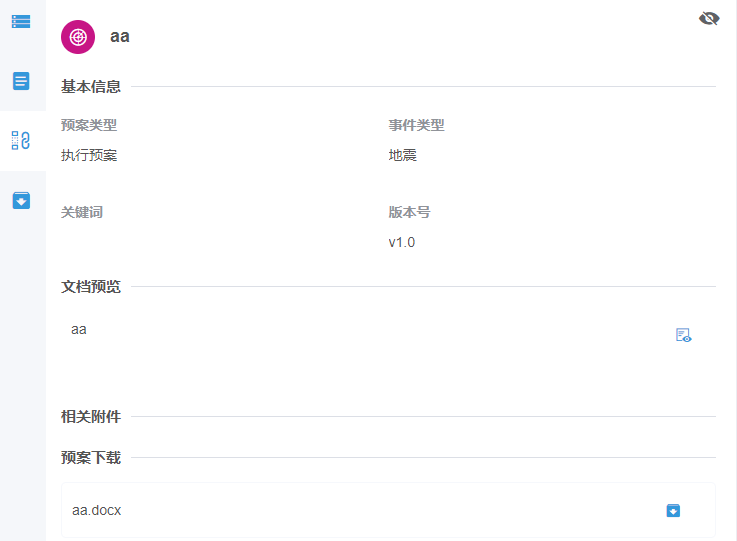 aa
基本信息
预案类型
事件类型
执行预案
地震
关键词
版本号
v1.0
文档预览
aa
相关附件
预案下载
aa.docx